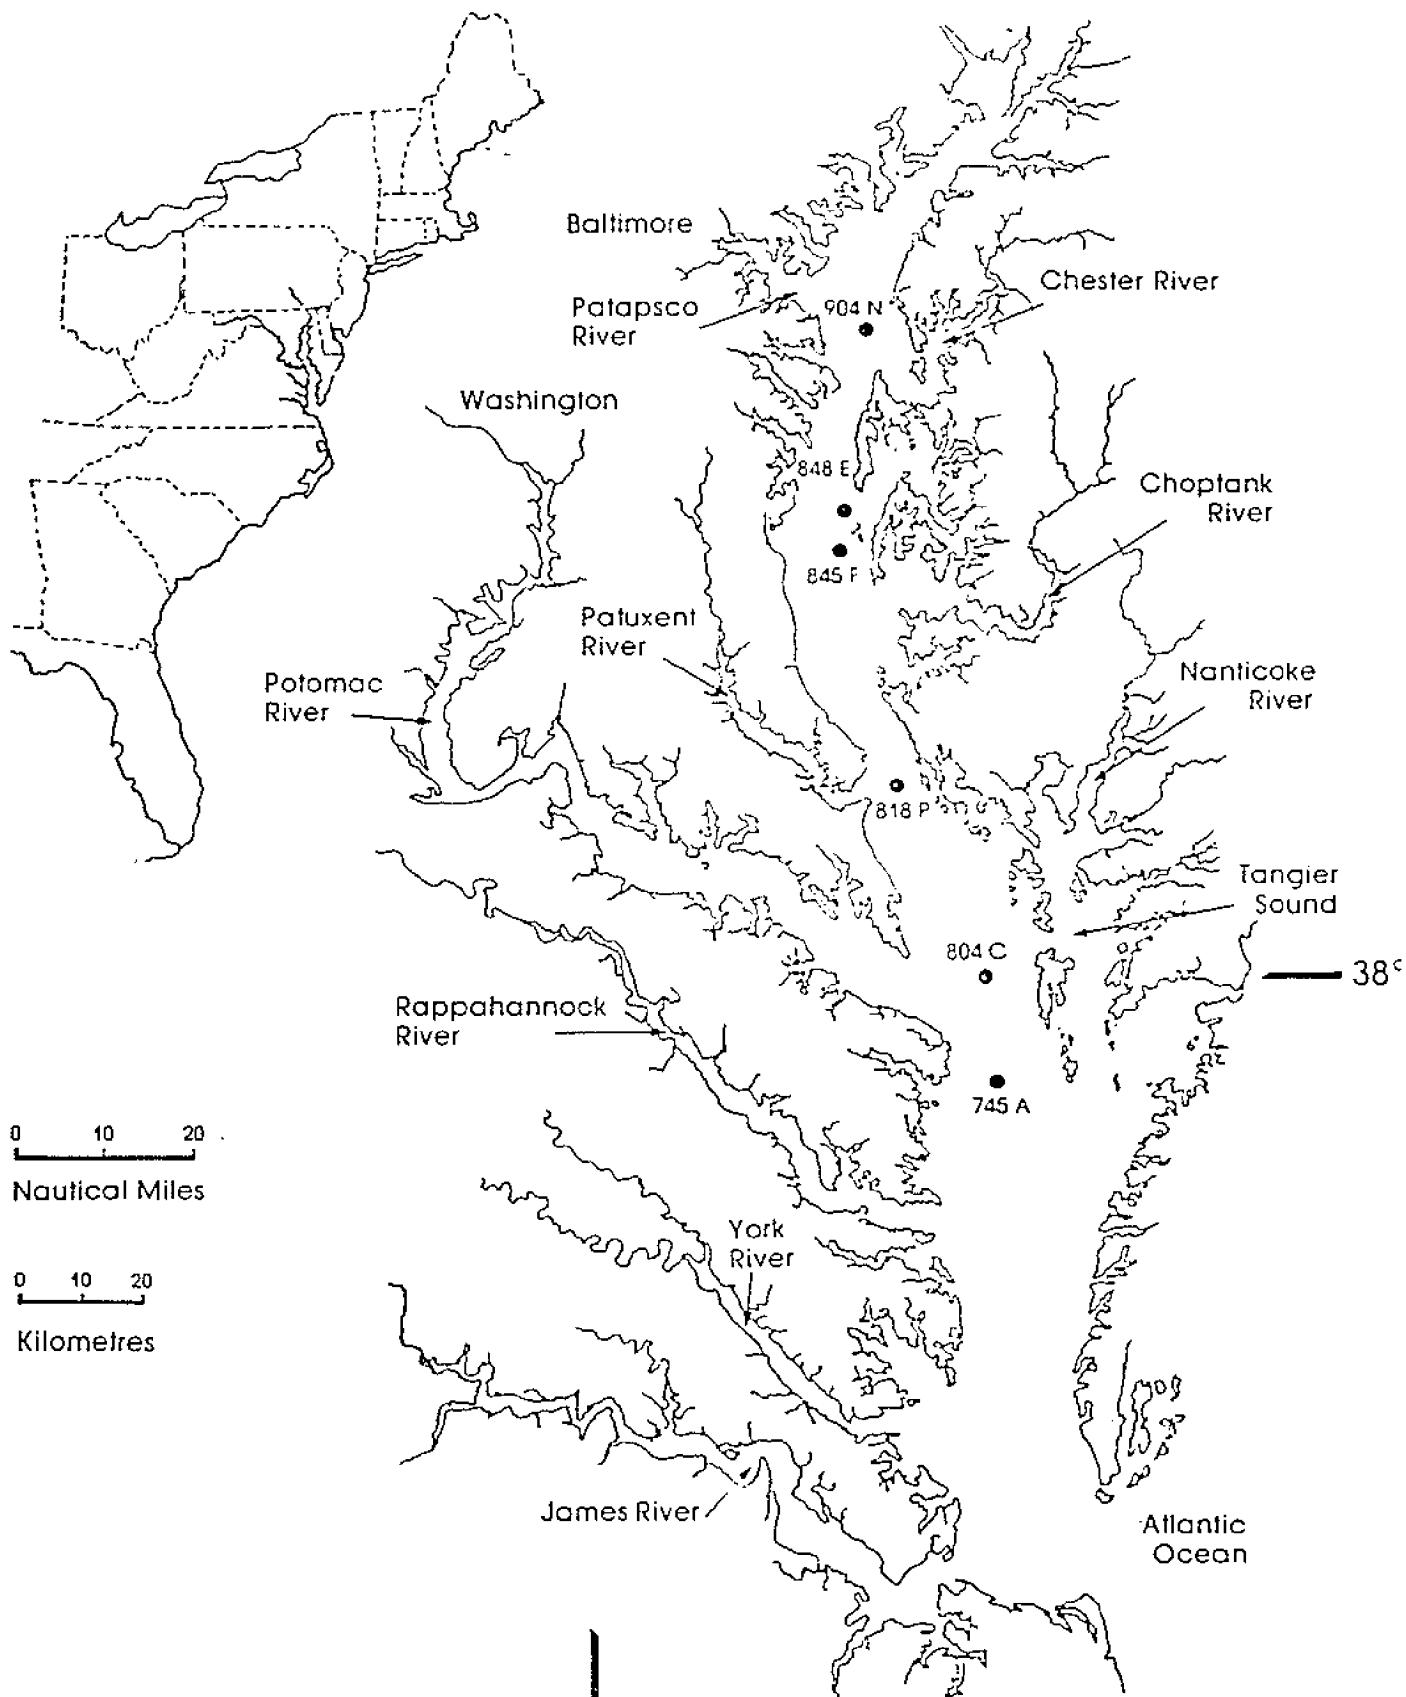 Baltimore
Chester River
Patapsco
River
904 N
Washington
848 E
Choptank
River
845 F
Patuxent
River
Nanticoke
River
Potomac
River
818 P
Tangier
Sound
804 C
38°
Rappahannock
River
745 A
0 10 20
Nautical Miles
York
River
0 10 20
Kilometres
James River
Atlantic
Ocean